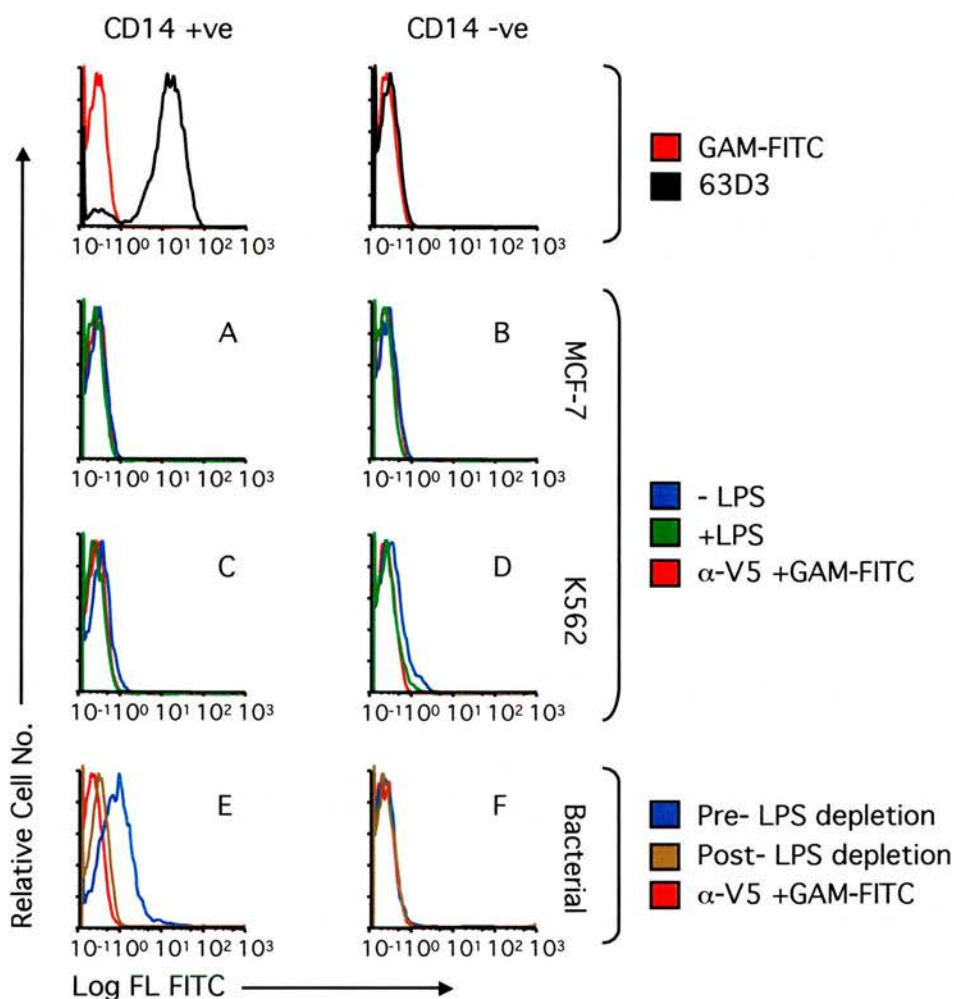 CD14 +ve
CD14 -ve
GAM-FITC
63D3
10⁻¹ 10⁰ 10¹ 10² 10³
10⁻¹ 10⁰ 10¹ 10² 10³
A
B
MCF-7
10⁻¹ 10⁰ 10¹ 10² 10³
10⁻¹ 10⁰ 10¹ 10² 10³
- LPS
+LPS
α-V5 +GAM-FITC
C
D
K562
10⁻¹ 10⁰ 10¹ 10² 10³
10⁻¹ 10⁰ 10¹ 10² 10³
E
F
Bacterial
Pre- LPS depletion
Post- LPS depletion
α-V5 +GAM-FITC
10⁻¹ 10⁰ 10¹ 10² 10³
10⁻¹ 10⁰ 10¹ 10² 10³
Relative Cell No.
Log FL FITC